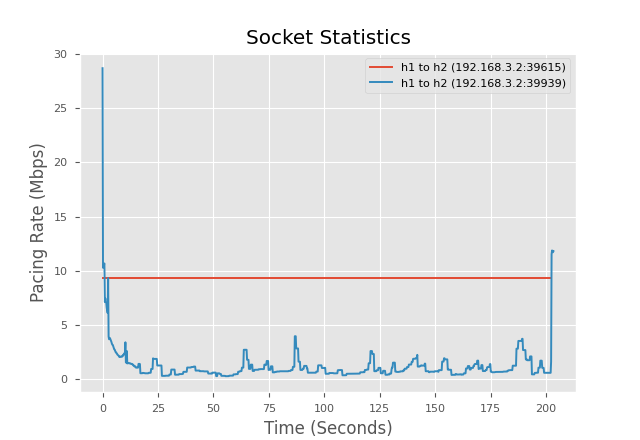 Socket Statistics
h1 to h2 (192.168.3.2:39615)
h1 to h2 (192.168.3.2:39939)
Pacing Rate (Mbps)
30
25
20
15
10
5
0
0 25 50 75 100 125 150 175 200
Time (Seconds)